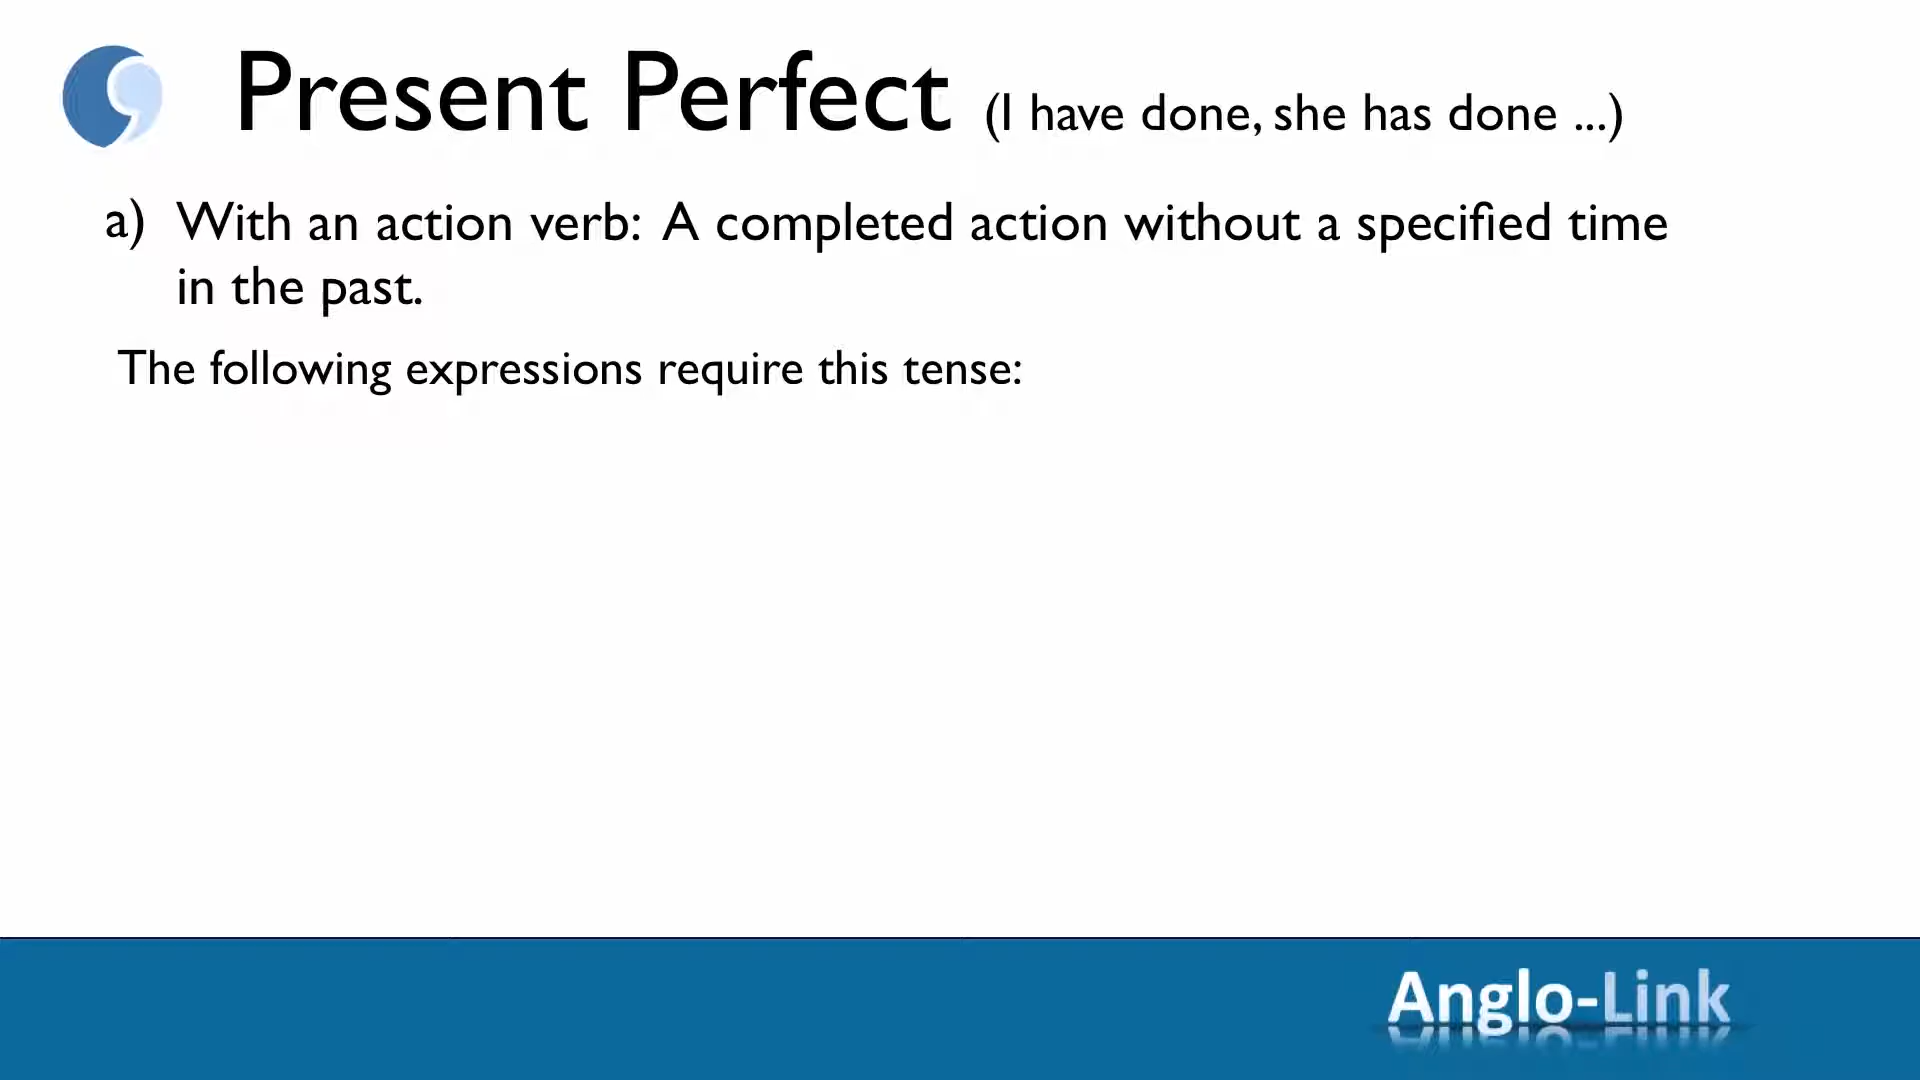 Present Perfect (I have done, she has done ...)
a) With an action verb: A completed action without a specified time
in the past.
The following expressions require this tense:
Anglo-Link